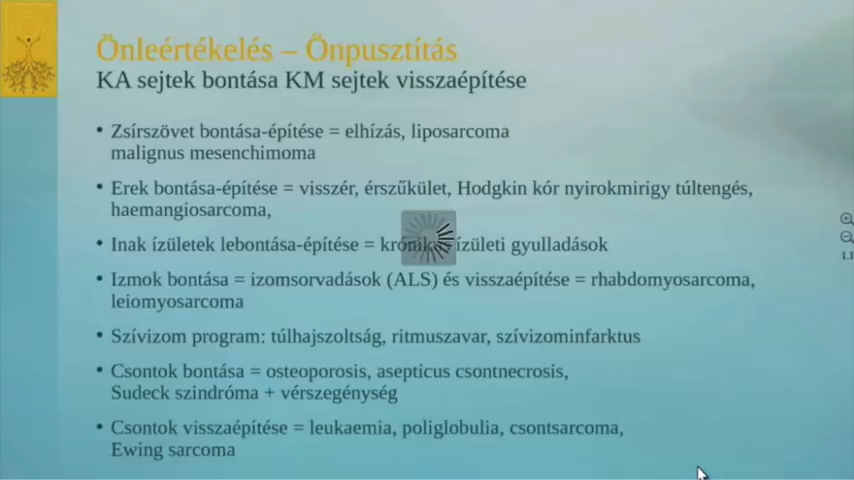 Önleértékelés – Önpusztítás
KA sejtek bontása KM sejtek visszaépítése
• Zsírszövet bontása-építése = elhízás, liposarcoma
malignus mesenchimoma
• Erek bontása-építése = visszér, érszűkület, Hodgkin kór nyirokmirigy túltengés,
haemangiosarcoma,
• Inak ízületek lebontása-építése = krónikus ízületi gyulladások
• Izmok bontása = izomsorvadások (ALS) és visszaépítése = rhabdomyosarcoma,
leiomyosarcoma
• Szívizom program: túlhajszoltság, ritmuszavar, szívizominfarktus
• Csontok bontása = osteoporosis, asepticus csontnecrosis,
Sudeck szindróma + vérszegénység
• Csontok visszaépítése = leukaemia, poliglobulia, csontsarcoma,
Ewing sarcoma